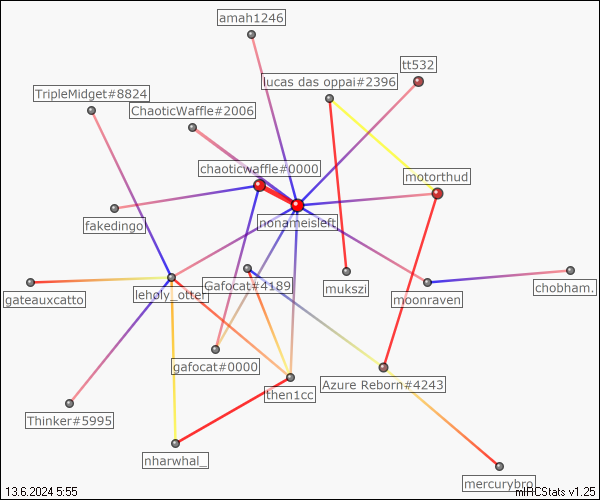 amah1246
tt532
lucas das oppai#2396
TripleMidget#8824
ChaoticWaffle#2006
chaoticwaffle#0000
motorthud
fakedingo
nonameisleft
Gafocat#4189
mukszi
chobham.
gateauxcatto
leholy_otter
moonraven
gafocat#0000
Azure Reborn#4243
then1cc
Thinker#5995
nharwhal_
mercurybro
13.6.2024 5:55
mIRCStats v1.25